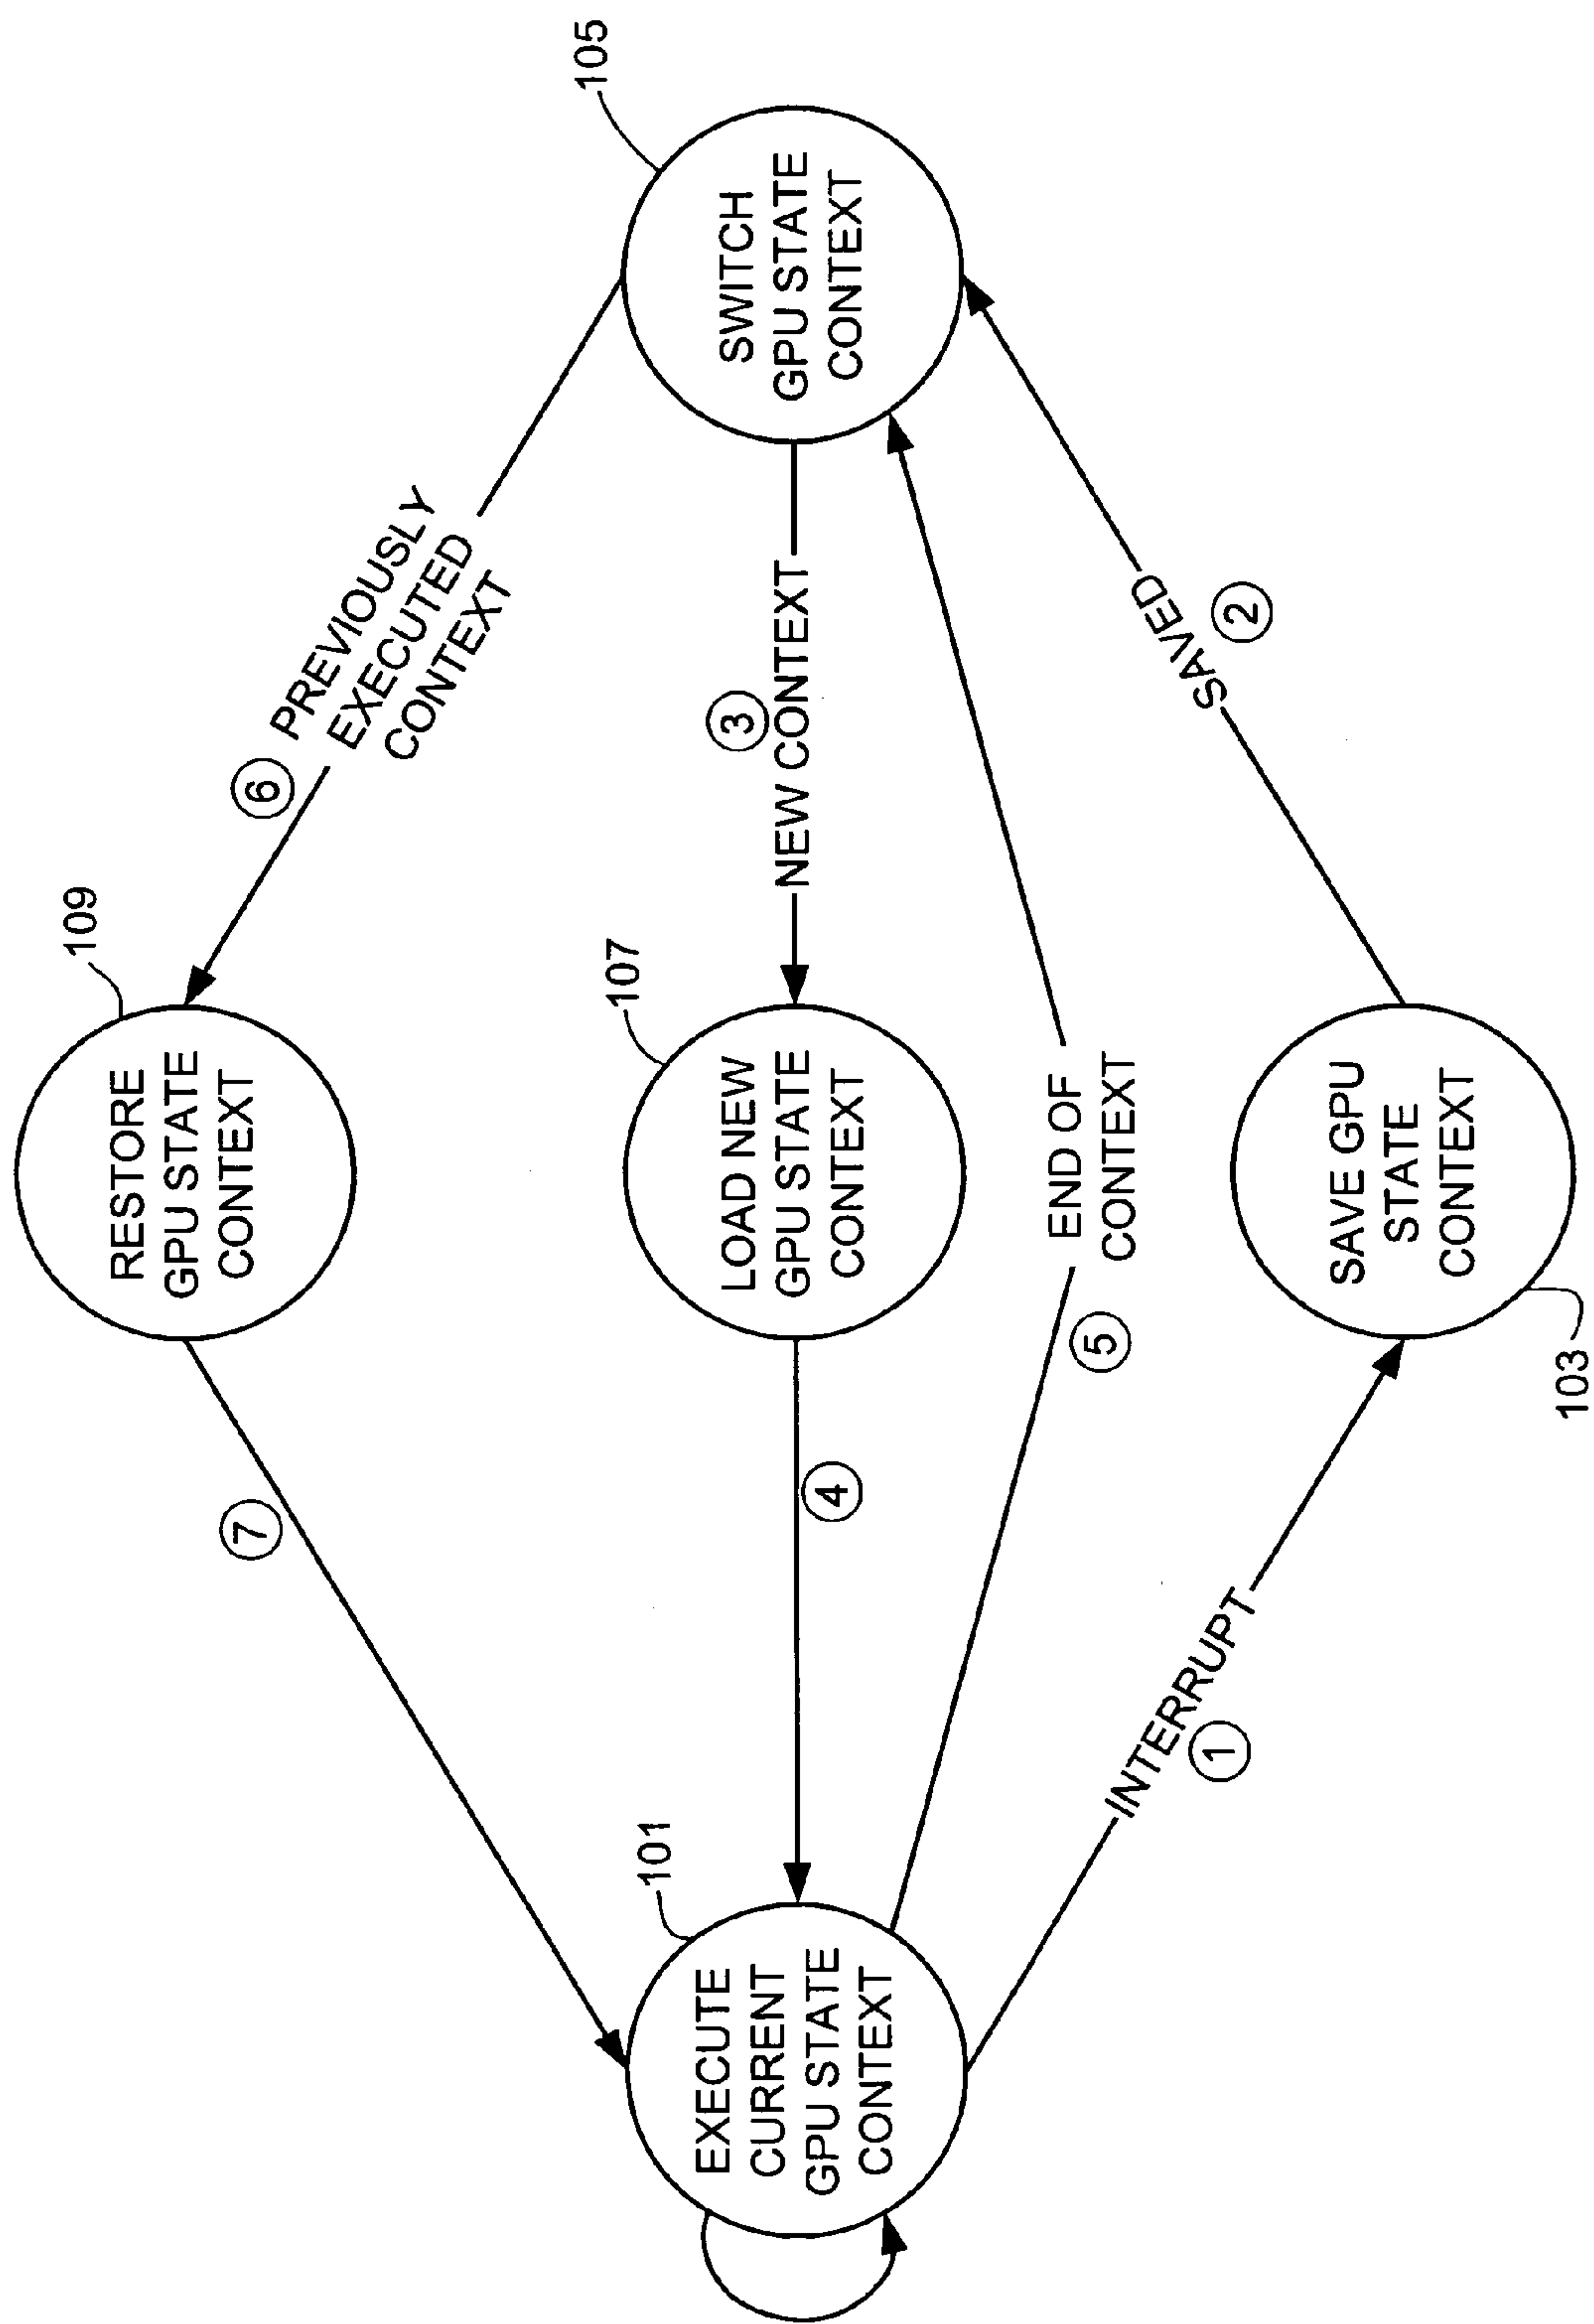 109
RESTORE
GPU STATE
CONTEXT
⑦
⑥ PREVIOUSLY
EXECUTED
CONTEXT
101
EXECUTE
CURRENT
GPU STATE
CONTEXT
④
107
LOAD NEW
GPU STATE
CONTEXT
③
NEW CONTEXT
105
SWITCH
GPU STATE
CONTEXT
END OF
CONTEXT
⑤
INTERRUPT
①
SAVED
②
SAVE GPU
STATE
CONTEXT
103